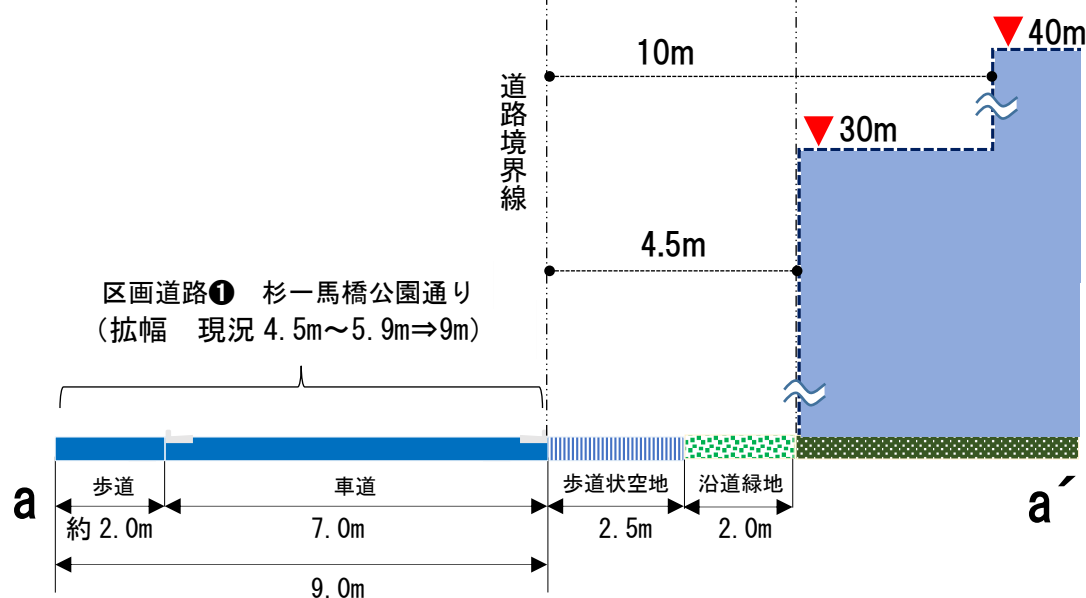 40m
10m
道路境界線
30m
4.5m
区画道路❶　杉一馬橋公園通り
（拡幅　現況 4.5m～5.9m⇒9m）
a
歩道
車道
歩道状空地
沿道緑地
a´
約 2.0m
7.0m
2.5m
2.0m
9.0m